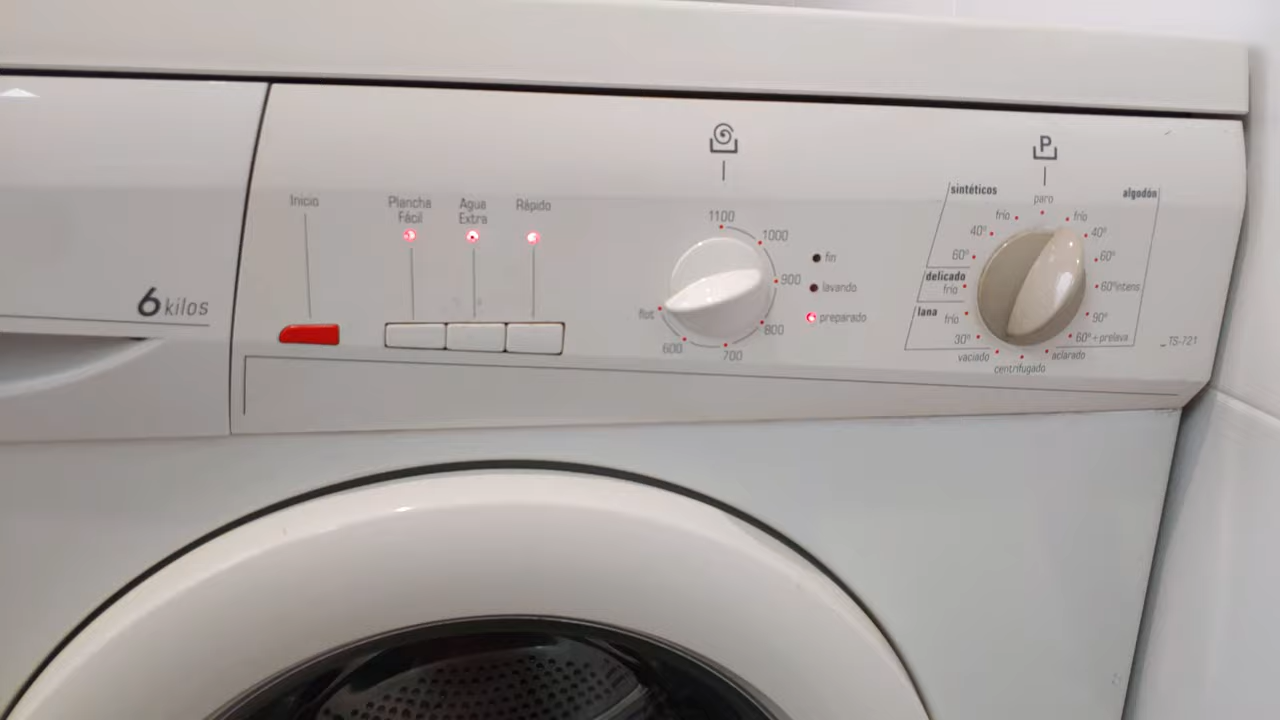 6 kilos
Inicio
Plancha
Fácil
Agua
Extra
Rápido
1100
1000
900
800
700
600
flot
fin
lavando
preparado
P
paro
sintéticos
frío
40º
60º
delicado
frío
lana
frío
30º
vaciado
centrifugado
aclarado
algodón
frío
40º
60º
60ºintens
90º
60º+prelava
TS-721